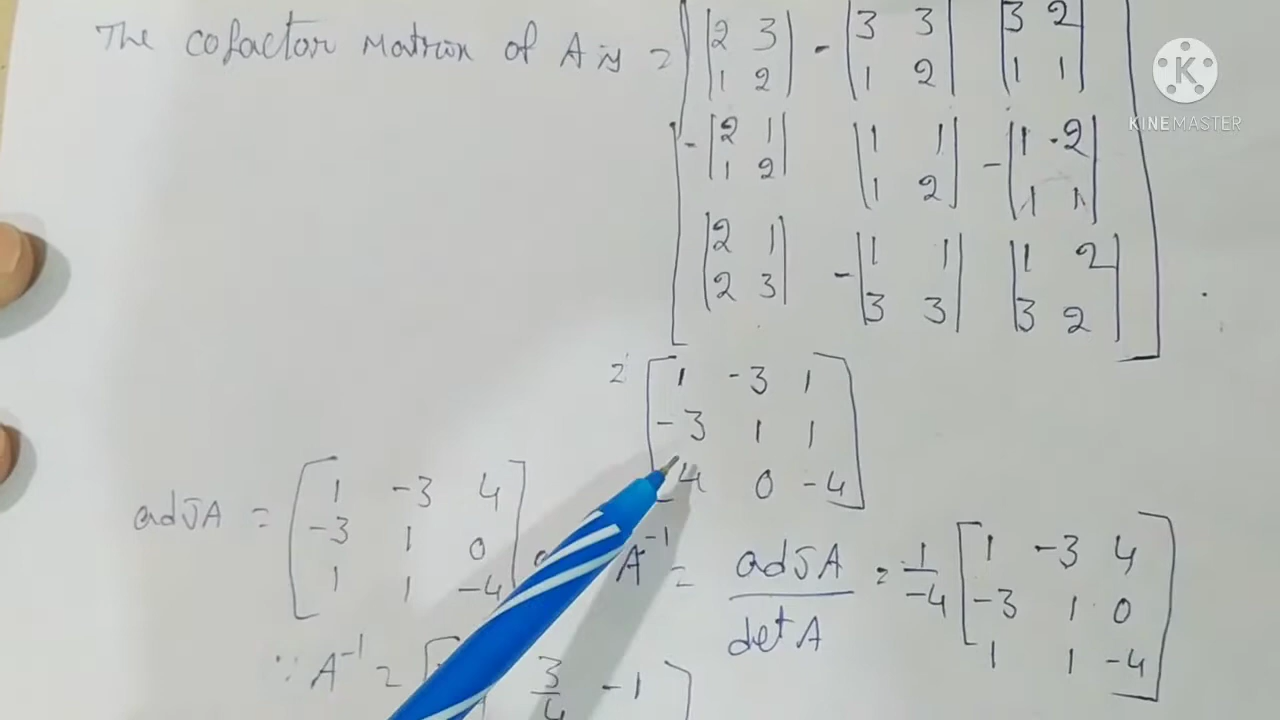 The cofactor Matrix of A is = [ |2 3; 1 2| -|3 3; 1 2| |3 2; 1 1|
-|2 1; 1 2| |1 1; 1 2| -|1 2; 1 1|
|2 1; 2 3| -|1 1; 3 3| |1 2; 3 2| ]
= [ 1 -3 1
-3 1 1
4 0 -4 ]
adjA = [ 1 -3 4
-3 1 0
1 1 -4 ]
A⁻¹ = adjA / det A = 1/-4 [ 1 -3 4
-3 1 0
1 1 -4 ]
∵ A⁻¹ = [ 3/4 -1 ]
KINEMASTER